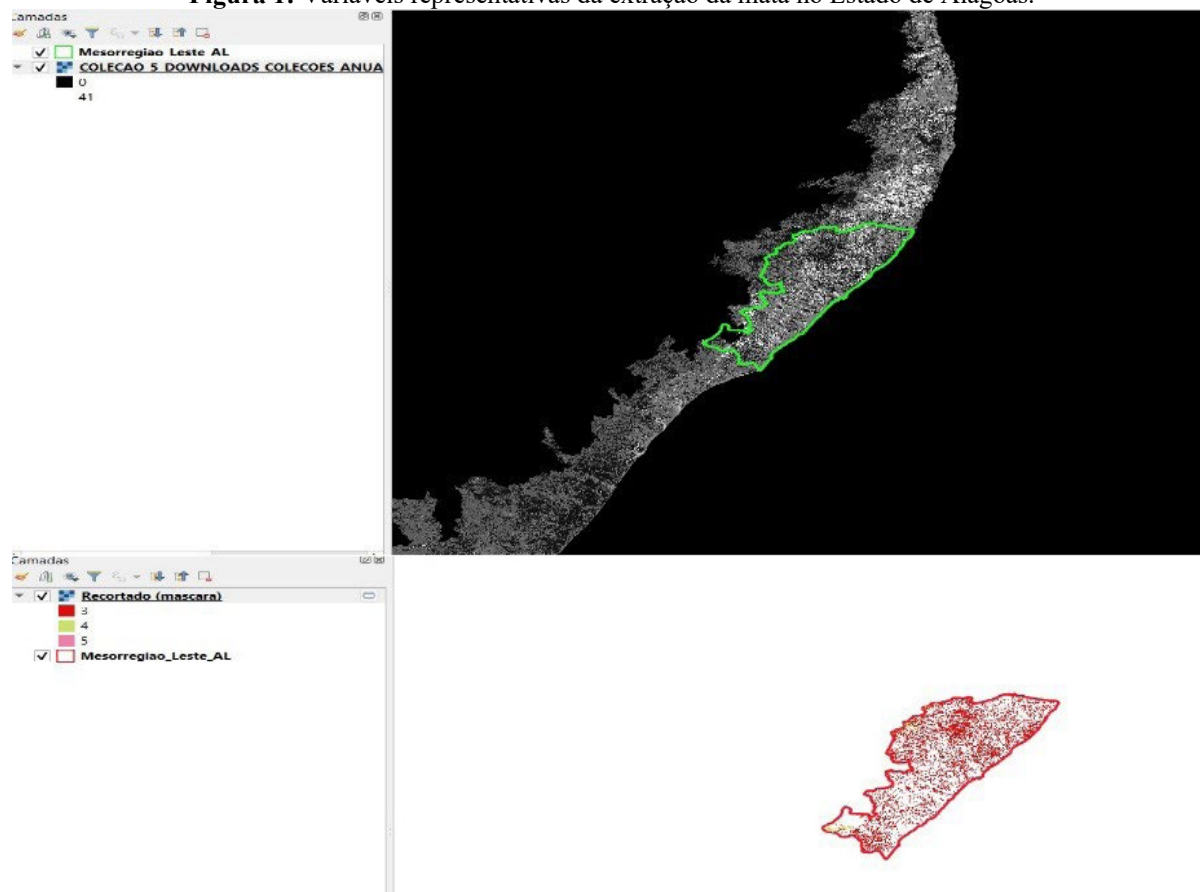 Figura 1: Variáveis representativas da extração da mata no Estado de Alagoas.
Camadas
Mesorregiao Leste AL
COLECAO 5 DOWNLOADS COLECOES ANUA
0
41
Camadas
Recortado (mascara)
3
4
5
Mesorregiao_Leste_AL